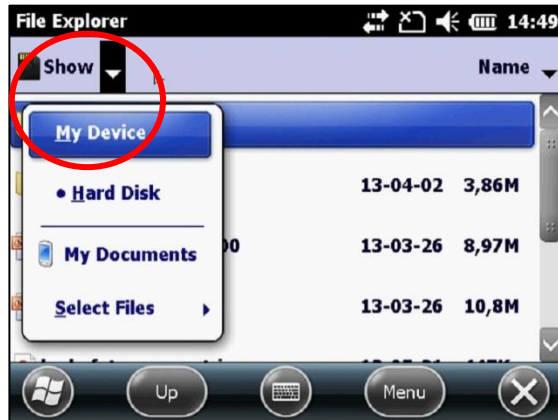 File Explorer 14:49
Show Name
My Device
• Hard Disk 13-04-02 3,86M
My Documents 00 13-03-26 8,97M
Select Files 13-03-26 10,8M
Up Menu